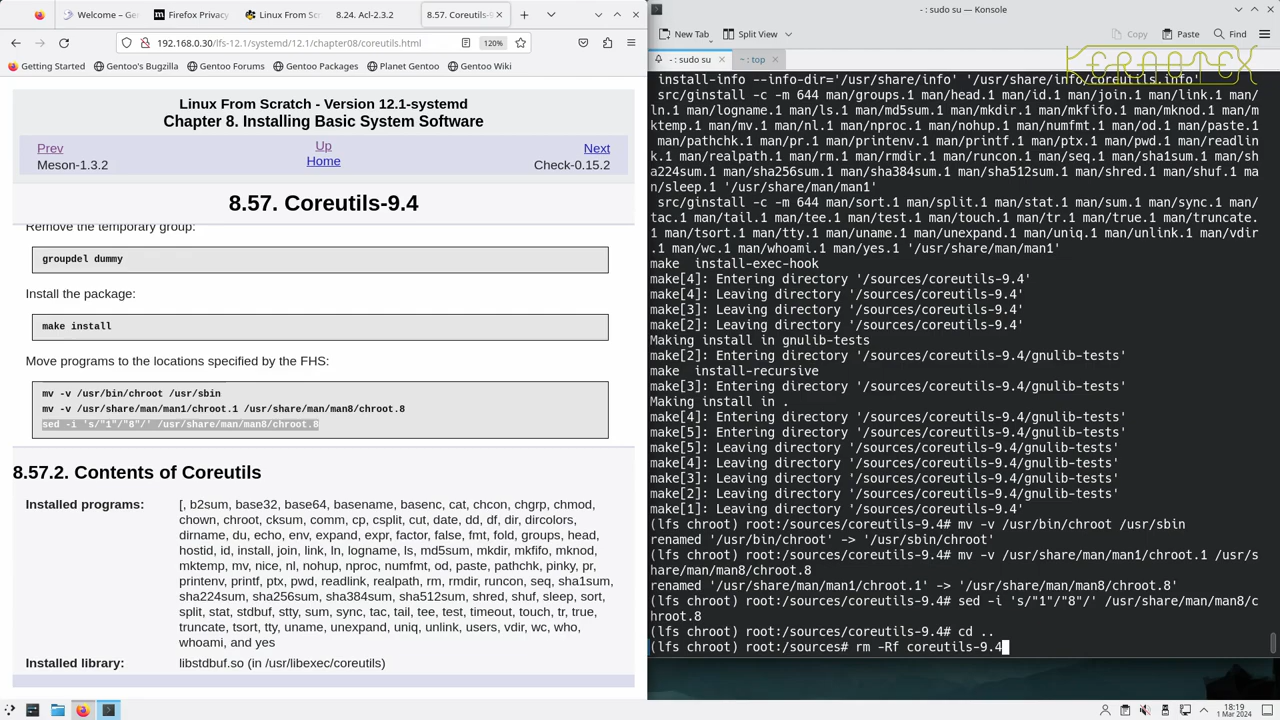 Welcome – Ge
Firefox Privacy
Linux From Scr
8.24. Acl-2.3.2
8.57. Coreutils-9
192.168.0.30/lfs-12.1/systemd/12.1/chapter08/coreutils.html
120%
Getting Started
Gentoo's Bugzilla
Gentoo Forums
Gentoo Packages
Planet Gentoo
Gentoo Wiki
Linux From Scratch - Version 12.1-systemd
Chapter 8. Installing Basic System Software
Prev
Up
Next
Meson-1.3.2
Home
Check-0.15.2
8.57. Coreutils-9.4
Remove the temporary group:
groupdel dummy
Install the package:
make install
Move programs to the locations specified by the FHS:
mv -v /usr/bin/chroot /usr/sbin
mv -v /usr/share/man/man1/chroot.1 /usr/share/man/man8/chroot.8
sed -i 's/"1"/"8"/' /usr/share/man/man8/chroot.8
8.57.2. Contents of Coreutils
Installed programs:
[, b2sum, base32, base64, basename, basenc, cat, chcon, chgrp, chmod,
chown, chroot, cksum, comm, cp, csplit, cut, date, dd, df, dir, dircolors,
dirname, du, echo, env, expand, expr, factor, false, fmt, fold, groups, head,
hostid, id, install, join, link, ln, logname, ls, md5sum, mkdir, mkfifo, mknod,
mktemp, mv, nice, nl, nohup, nproc, numfmt, od, paste, pathchk, pinky, pr,
printenv, printf, ptx, pwd, readlink, realpath, rm, rmdir, runcon, seq, sha1sum,
sha224sum, sha256sum, sha384sum, sha512sum, shred, shuf, sleep, sort,
split, stat, stdbuf, stty, sum, sync, tac, tail, tee, test, timeout, touch, tr, true,
truncate, tsort, tty, uname, unexpand, uniq, unlink, users, vdir, wc, who,
whoami, and yes
Installed library:
libstdbuf.so (in /usr/libexec/coreutils)
- : sudo su — Konsole
New Tab
Split View
Copy
Paste
Find
- : sudo su
~ : top
KERNOTEX
install-info --info-dir='/usr/share/info' '/usr/share/info/coreutils.info'
src/ginstall -c -m 644 man/groups.1 man/head.1 man/id.1 man/join.1 man/link.1 man/
ln.1 man/logname.1 man/ls.1 man/md5sum.1 man/mkdir.1 man/mkfifo.1 man/mknod.1 man/m
ktemp.1 man/mv.1 man/nl.1 man/nproc.1 man/nohup.1 man/numfmt.1 man/od.1 man/paste.1
man/pathchk.1 man/pr.1 man/printenv.1 man/printf.1 man/ptx.1 man/pwd.1 man/readlin
k.1 man/realpath.1 man/rm.1 man/rmdir.1 man/runcon.1 man/seq.1 man/sha1sum.1 man/sh
a224sum.1 man/sha256sum.1 man/sha384sum.1 man/sha512sum.1 man/shred.1 man/shuf.1 ma
n/sleep.1 '/usr/share/man/man1'
src/ginstall -c -m 644 man/sort.1 man/split.1 man/stat.1 man/sum.1 man/sync.1 man/
tac.1 man/tail.1 man/tee.1 man/test.1 man/touch.1 man/tr.1 man/true.1 man/truncate.
1 man/tsort.1 man/tty.1 man/uname.1 man/unexpand.1 man/uniq.1 man/unlink.1 man/vdir
.1 man/wc.1 man/whoami.1 man/yes.1 '/usr/share/man/man1'
make  install-exec-hook
make[4]: Entering directory '/sources/coreutils-9.4'
make[4]: Leaving directory '/sources/coreutils-9.4'
make[3]: Leaving directory '/sources/coreutils-9.4'
make[2]: Leaving directory '/sources/coreutils-9.4'
Making install in gnulib-tests
make[2]: Entering directory '/sources/coreutils-9.4/gnulib-tests'
make  install-recursive
make[3]: Entering directory '/sources/coreutils-9.4/gnulib-tests'
Making install in .
make[4]: Entering directory '/sources/coreutils-9.4/gnulib-tests'
make[5]: Entering directory '/sources/coreutils-9.4/gnulib-tests'
make[5]: Leaving directory '/sources/coreutils-9.4/gnulib-tests'
make[4]: Leaving directory '/sources/coreutils-9.4/gnulib-tests'
make[3]: Leaving directory '/sources/coreutils-9.4/gnulib-tests'
make[2]: Leaving directory '/sources/coreutils-9.4/gnulib-tests'
make[1]: Leaving directory '/sources/coreutils-9.4'
(lfs chroot) root:/sources/coreutils-9.4# mv -v /usr/bin/chroot /usr/sbin
renamed '/usr/bin/chroot' -> '/usr/sbin/chroot'
(lfs chroot) root:/sources/coreutils-9.4# mv -v /usr/share/man/man1/chroot.1 /usr/s
hare/man/man8/chroot.8
renamed '/usr/share/man/man1/chroot.1' -> '/usr/share/man/man8/chroot.8'
(lfs chroot) root:/sources/coreutils-9.4# sed -i 's/"1"/"8"/' /usr/share/man/man8/c
hroot.8
(lfs chroot) root:/sources/coreutils-9.4# cd ..
(lfs chroot) root:/sources# rm -Rf coreutils-9.4
18:19
1 Mar 2024